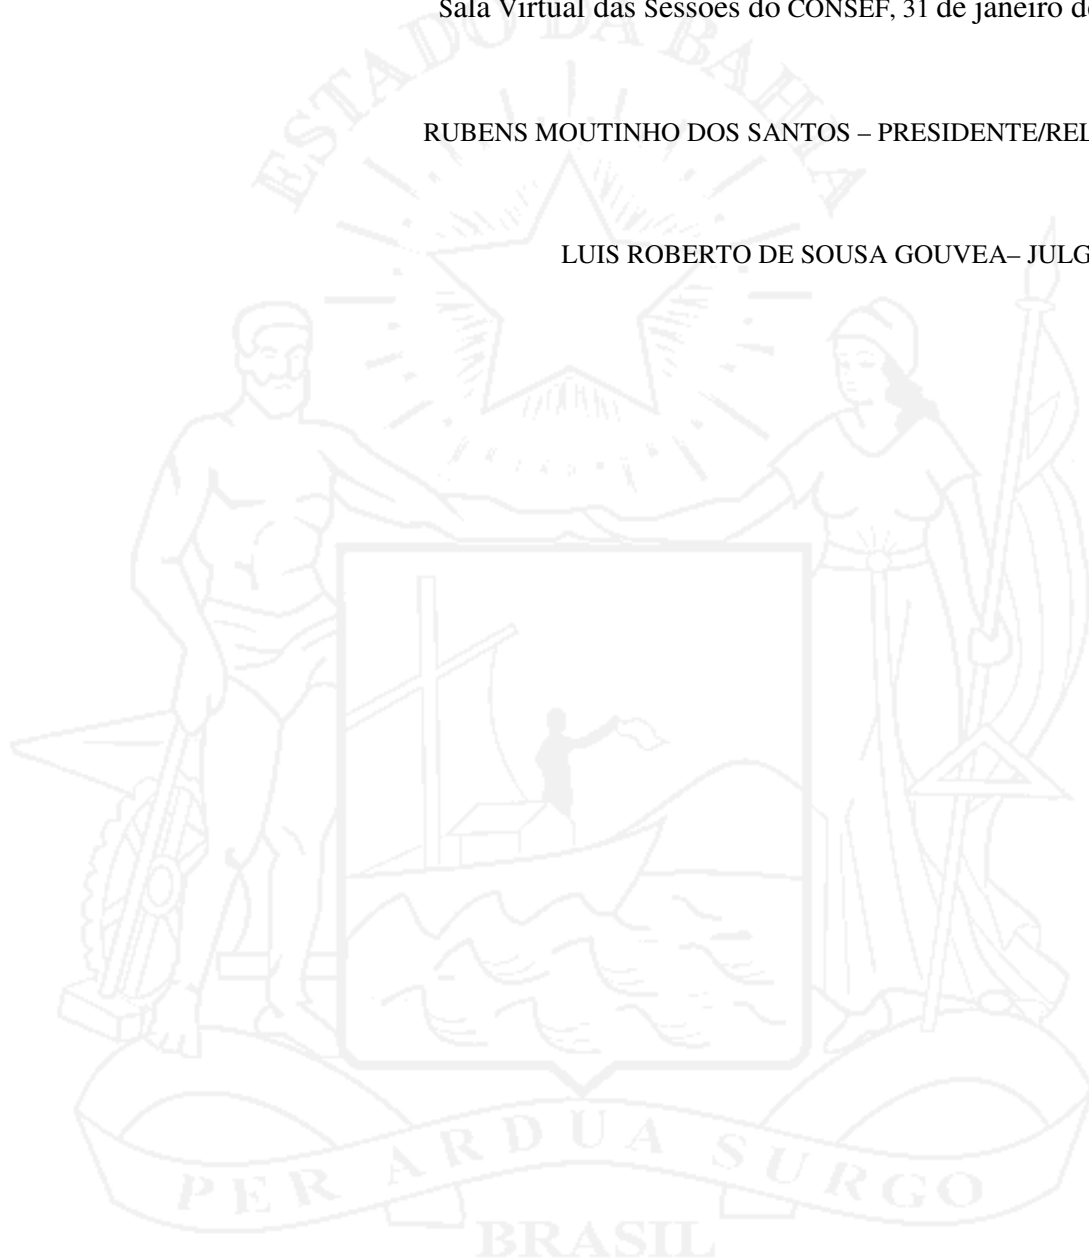 Sala Virtual das Sessões do CONSEF, 31 de janeiro d
ESTADO DA BAHIA
RUBENS MOUTINHO DOS SANTOS – PRESIDENTE/REL
LUIS ROBERTO DE SOUSA GOUVEA– JULG
PER ARDUA SURGO
BRASIL